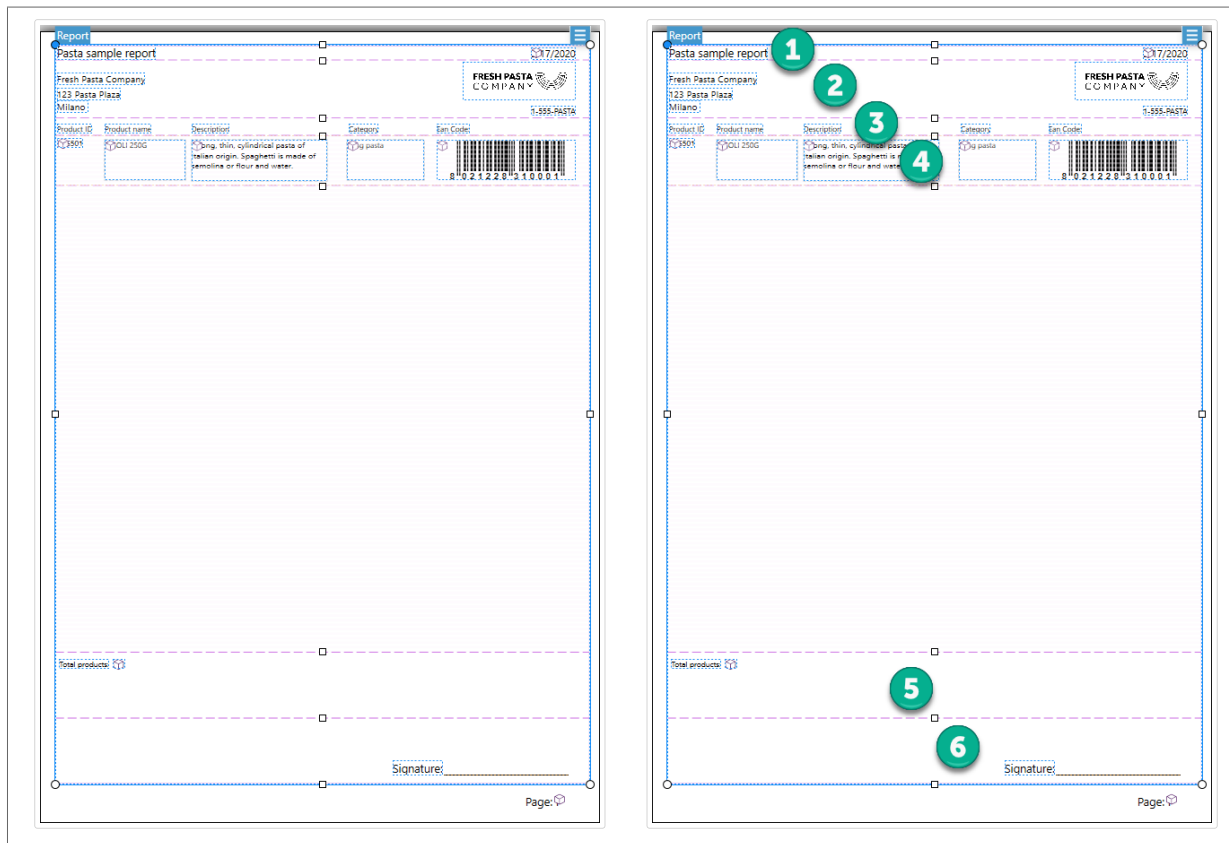 Report
Pasta sample report
17/2020
Fresh Pasta Company
123 Pasta Plaza
Milano
FRESH PASTA
COMPANY
1-555-PASTA
Product ID Product name Description Category Ean Code:
OLI 250G
ong, thin, cylindrical pasta of
italian origin. Spaghetti is made of
semolina or flour and water.
g pasta
8 021228 310001
Total products
Signature:
Page:
Report
Pasta sample report
1
17/2020
Fresh Pasta Company
123 Pasta Plaza
Milano
2
FRESH PASTA
COMPANY
1-555-PASTA
Product ID Product name Description 3 Category Ean Code:
OLI 250G
ong, thin, cylindrical pasta
italian origin. Spaghetti is
semolina or flour and water
4
g pasta
8 021228 310001
Total products
5
6
Signature:
Page: